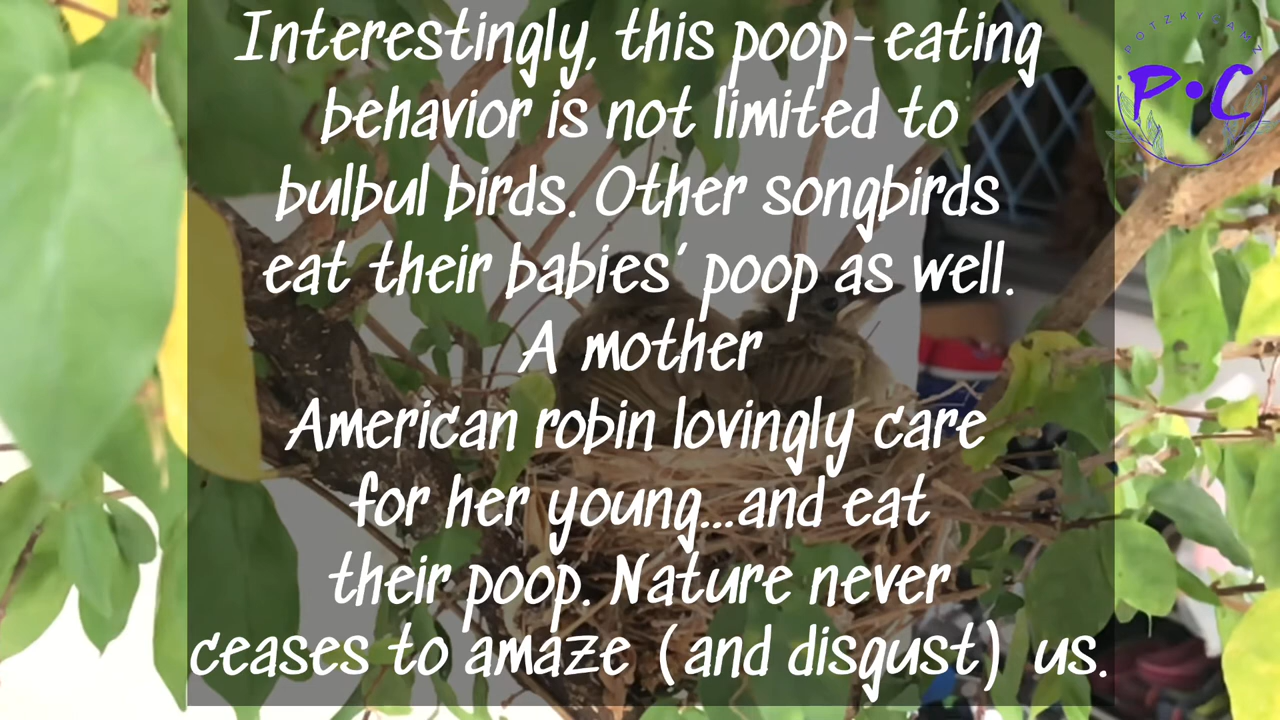 Interestingly, this poop-eating
behavior is not limited to
bulbul birds. Other songbirds
eat their babies' poop as well.
A mother
American robin lovingly care
for her young...and eat
their poop. Nature never
ceases to amaze (and disgust) us.
POTZKYCAMZ
P•C